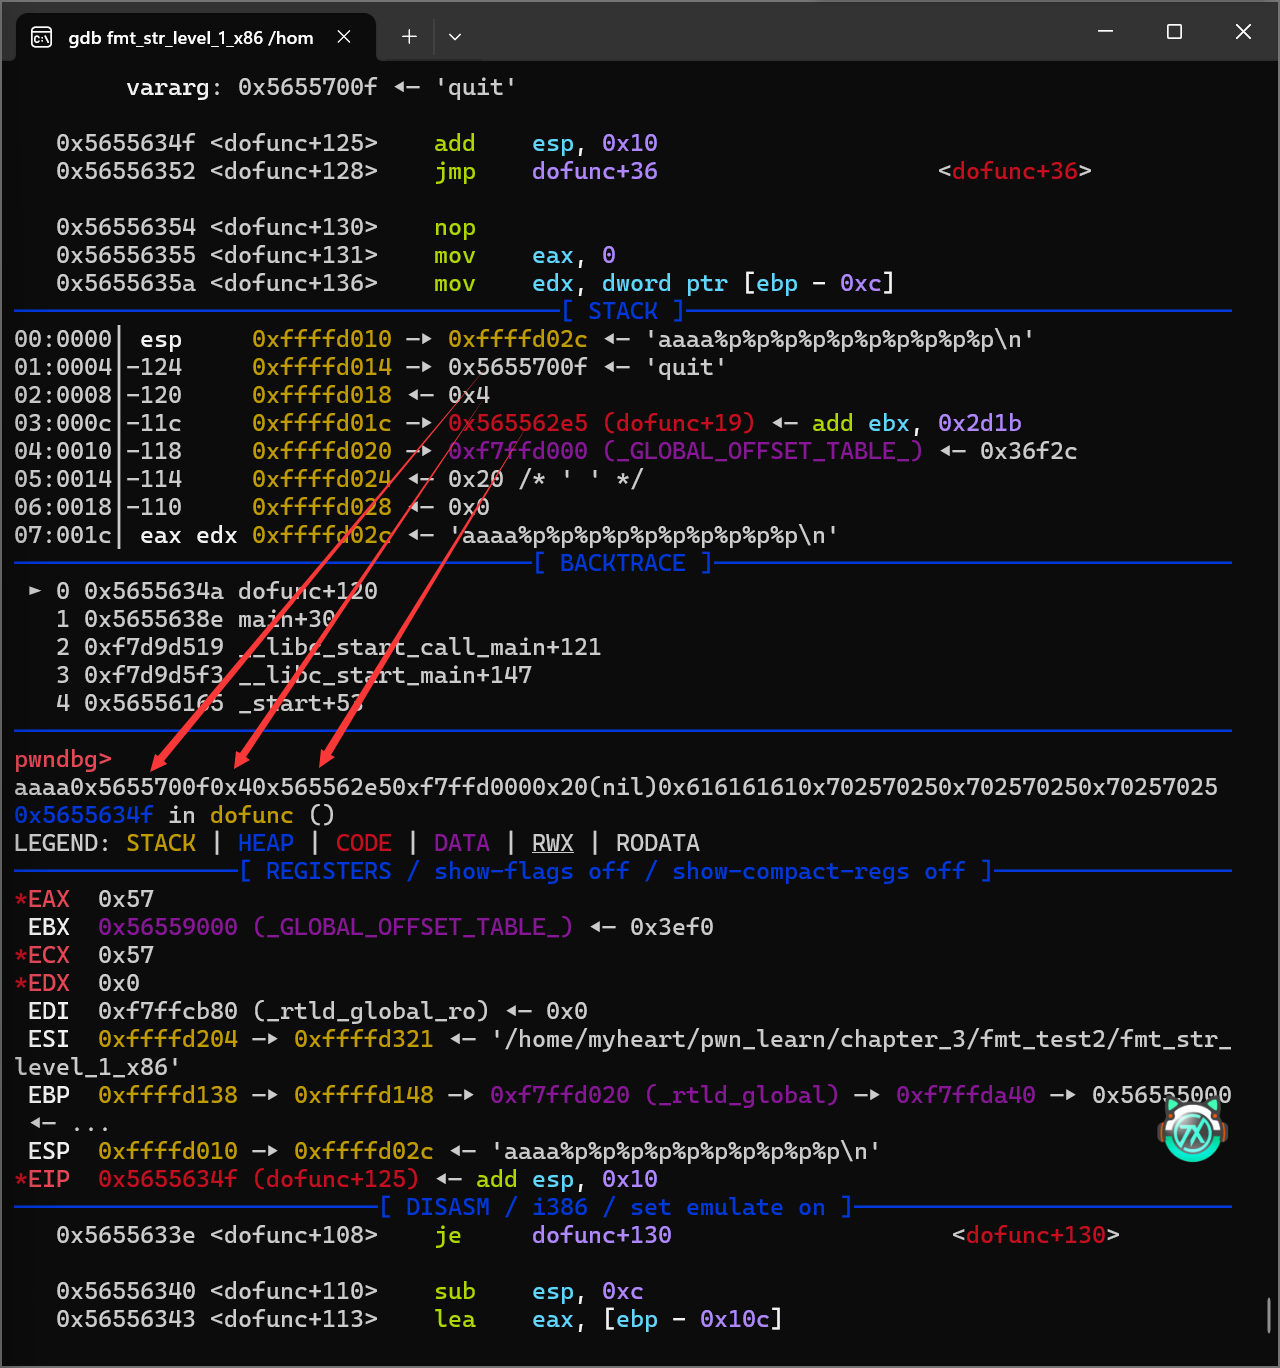 gdb fmt_str_level_1_x86 /hom
vararg: 0x5655700f ◂— 'quit'
0x5655634f <dofunc+125>    add    esp, 0x10
0x56556352 <dofunc+128>    jmp    dofunc+36                    <dofunc+36>
0x56556354 <dofunc+130>    nop
0x56556355 <dofunc+131>    mov    eax, 0
0x5655635a <dofunc+136>    mov    edx, dword ptr [ebp - 0xc]
[ STACK ]
00:0000│ esp     0xffffd010 —▸ 0xffffd02c ◂— 'aaaa%p%p%p%p%p%p%p%p%p%p\n'
01:0004│-124     0xffffd014 —▸ 0x5655700f ◂— 'quit'
02:0008│-120     0xffffd018 ◂— 0x4
03:000c│-11c     0xffffd01c —▸ 0x565562e5 (dofunc+19) ◂— add ebx, 0x2d1b
04:0010│-118     0xffffd020 —▸ 0xf7ffd000 (_GLOBAL_OFFSET_TABLE_) ◂— 0x36f2c
05:0014│-114     0xffffd024 ◂— 0x20 /* ' ' */
06:0018│-110     0xffffd028 ◂— 0x0
07:001c│ eax edx 0xffffd02c ◂— 'aaaa%p%p%p%p%p%p%p%p%p%p\n'
[ BACKTRACE ]
► 0 0x5655634a dofunc+120
1 0x5655638e main+30
2 0xf7d9d519 __libc_start_call_main+121
3 0xf7d9d5f3 __libc_start_main+147
4 0x56556165 _start+53
pwndbg>
aaaa0x5655700f0x40x565562e50xf7ffd0000x20(nil)0x616161610x702570250x702570250x70257025
0x5655634f in dofunc ()
LEGEND: STACK | HEAP | CODE | DATA | RWX | RODATA
[ REGISTERS / show-flags off / show-compact-regs off ]
*EAX  0x57
EBX  0x56559000 (_GLOBAL_OFFSET_TABLE_) ◂— 0x3ef0
*ECX  0x57
*EDX  0x0
EDI  0xf7ffcb80 (_rtld_global_ro) ◂— 0x0
ESI  0xffffd204 —▸ 0xffffd321 ◂— '/home/myheart/pwn_learn/chapter_3/fmt_test2/fmt_str_
level_1_x86'
EBP  0xffffd138 —▸ 0xffffd148 —▸ 0xf7ffd020 (_rtld_global) —▸ 0xf7ffda40 —▸ 0x56555000
◂— ...
ESP  0xffffd010 —▸ 0xffffd02c ◂— 'aaaa%p%p%p%p%p%p%p%p%p%p\n'
*EIP  0x5655634f (dofunc+125) ◂— add esp, 0x10
[ DISASM / i386 / set emulate on ]
0x5655633e <dofunc+108>    je     dofunc+130                    <dofunc+130>
0x56556340 <dofunc+110>    sub    esp, 0xc
0x56556343 <dofunc+113>    lea    eax, [ebp - 0x10c]